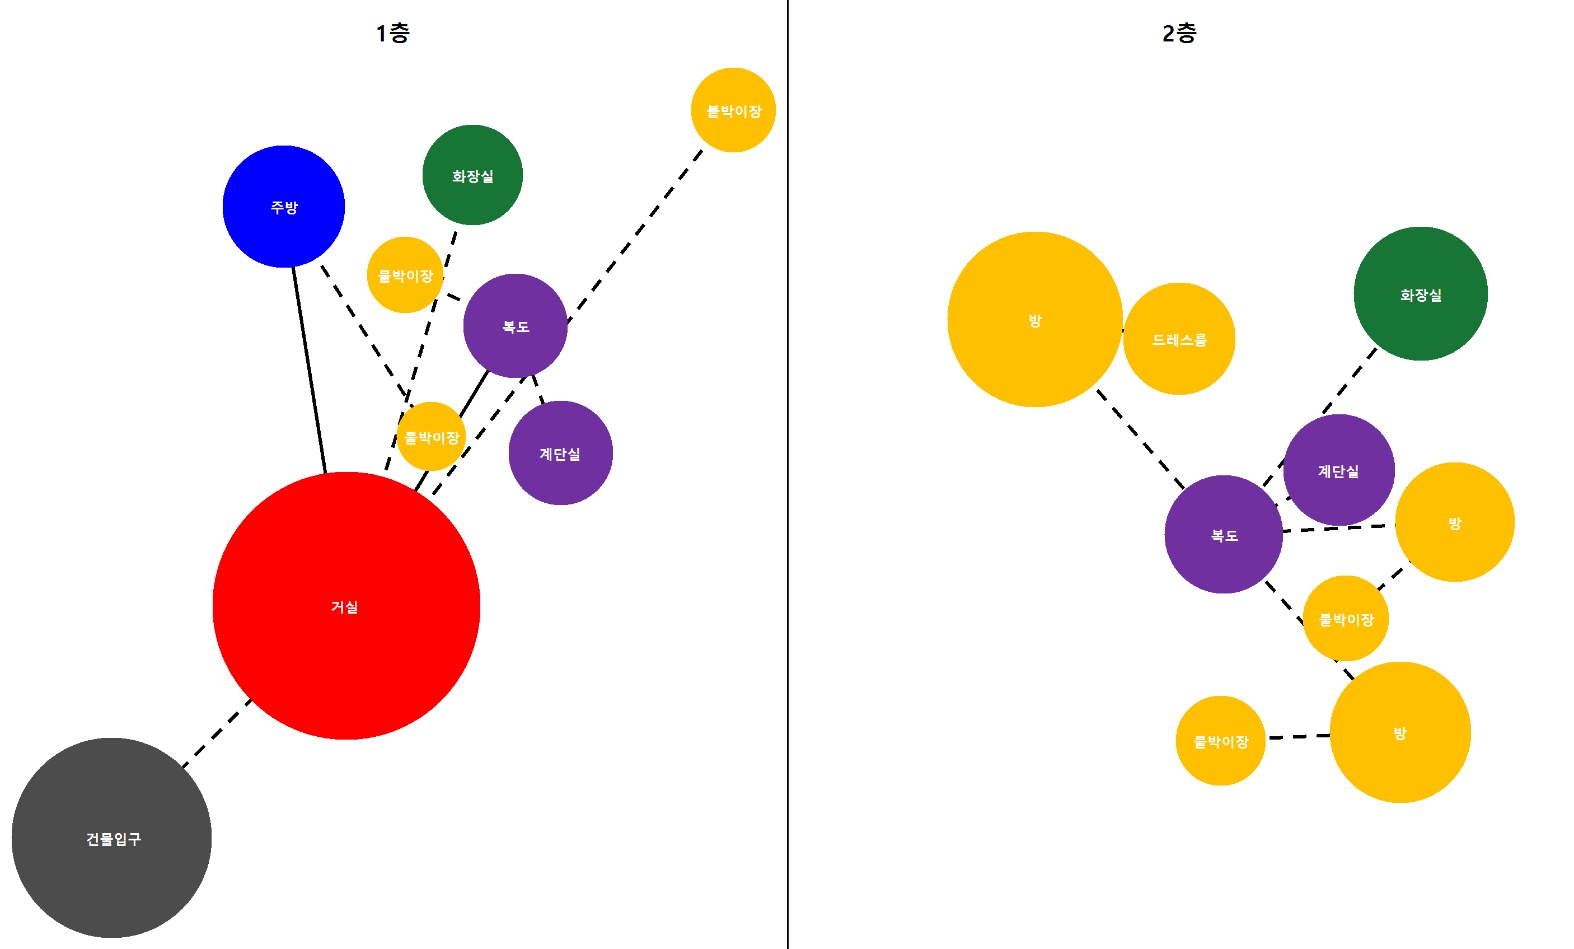 1층
2층
붙박이장
화장실
주방
붙박이장
복도
붙박이장
계단실
거실
건물입구
방
드레스룸
화장실
계단실
방
복도
붙박이장
붙박이장
방